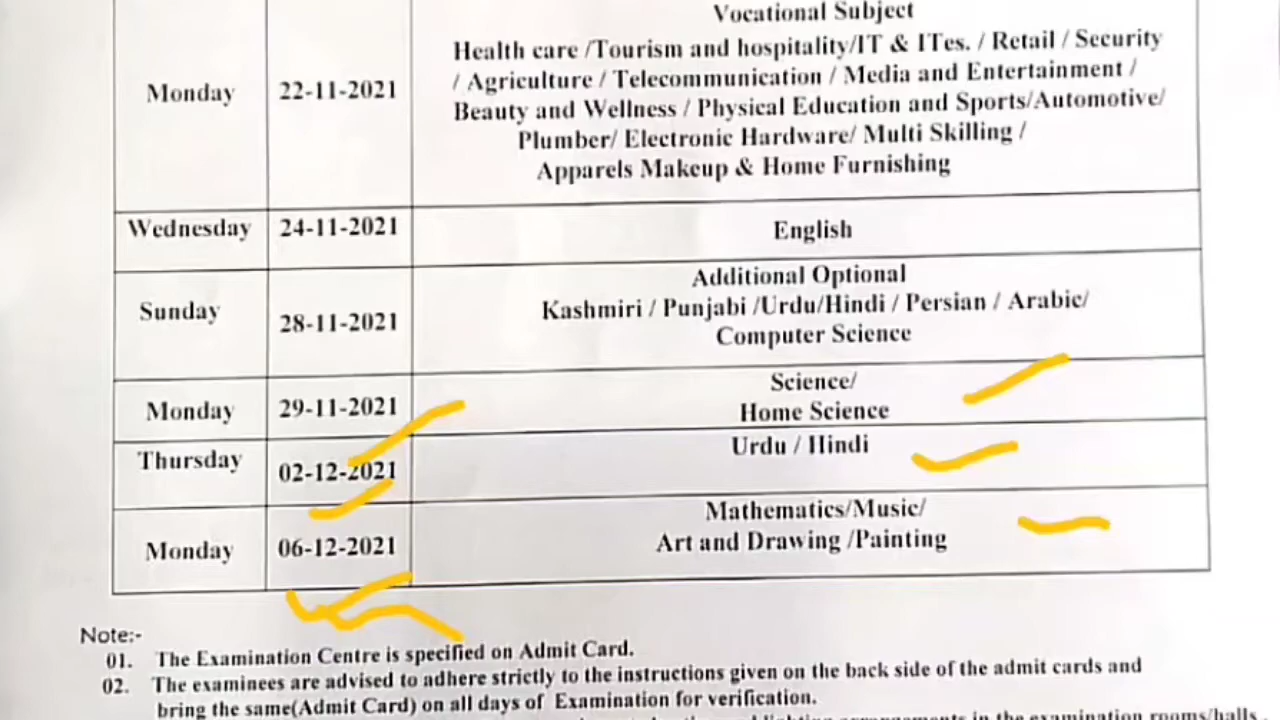 Vocational Subject
Monday 22-11-2021 Health care /Tourism and hospitality/IT & ITes. / Retail / Security
/ Agriculture / Telecommunication / Media and Entertainment /
Beauty and Wellness / Physical Education and Sports/Automotive/
Plumber/ Electronic Hardware/ Multi Skilling /
Apparels Makeup & Home Furnishing
Wednesday 24-11-2021 English
Additional Optional
Sunday 28-11-2021 Kashmiri / Punjabi /Urdu/Hindi / Persian / Arabic/
Computer Science
Science/
Monday 29-11-2021 Home Science
Thursday 02-12-2021 Urdu / Hindi
Mathematics/Music/
Monday 06-12-2021 Art and Drawing /Painting
Note:-
01. The Examination Centre is specified on Admit Card.
02. The examinees are advised to adhere strictly to the instructions given on the back side of the admit cards and
bring the same(Admit Card) on all days of Examination for verification.
arrangements in the examination rooms/halls